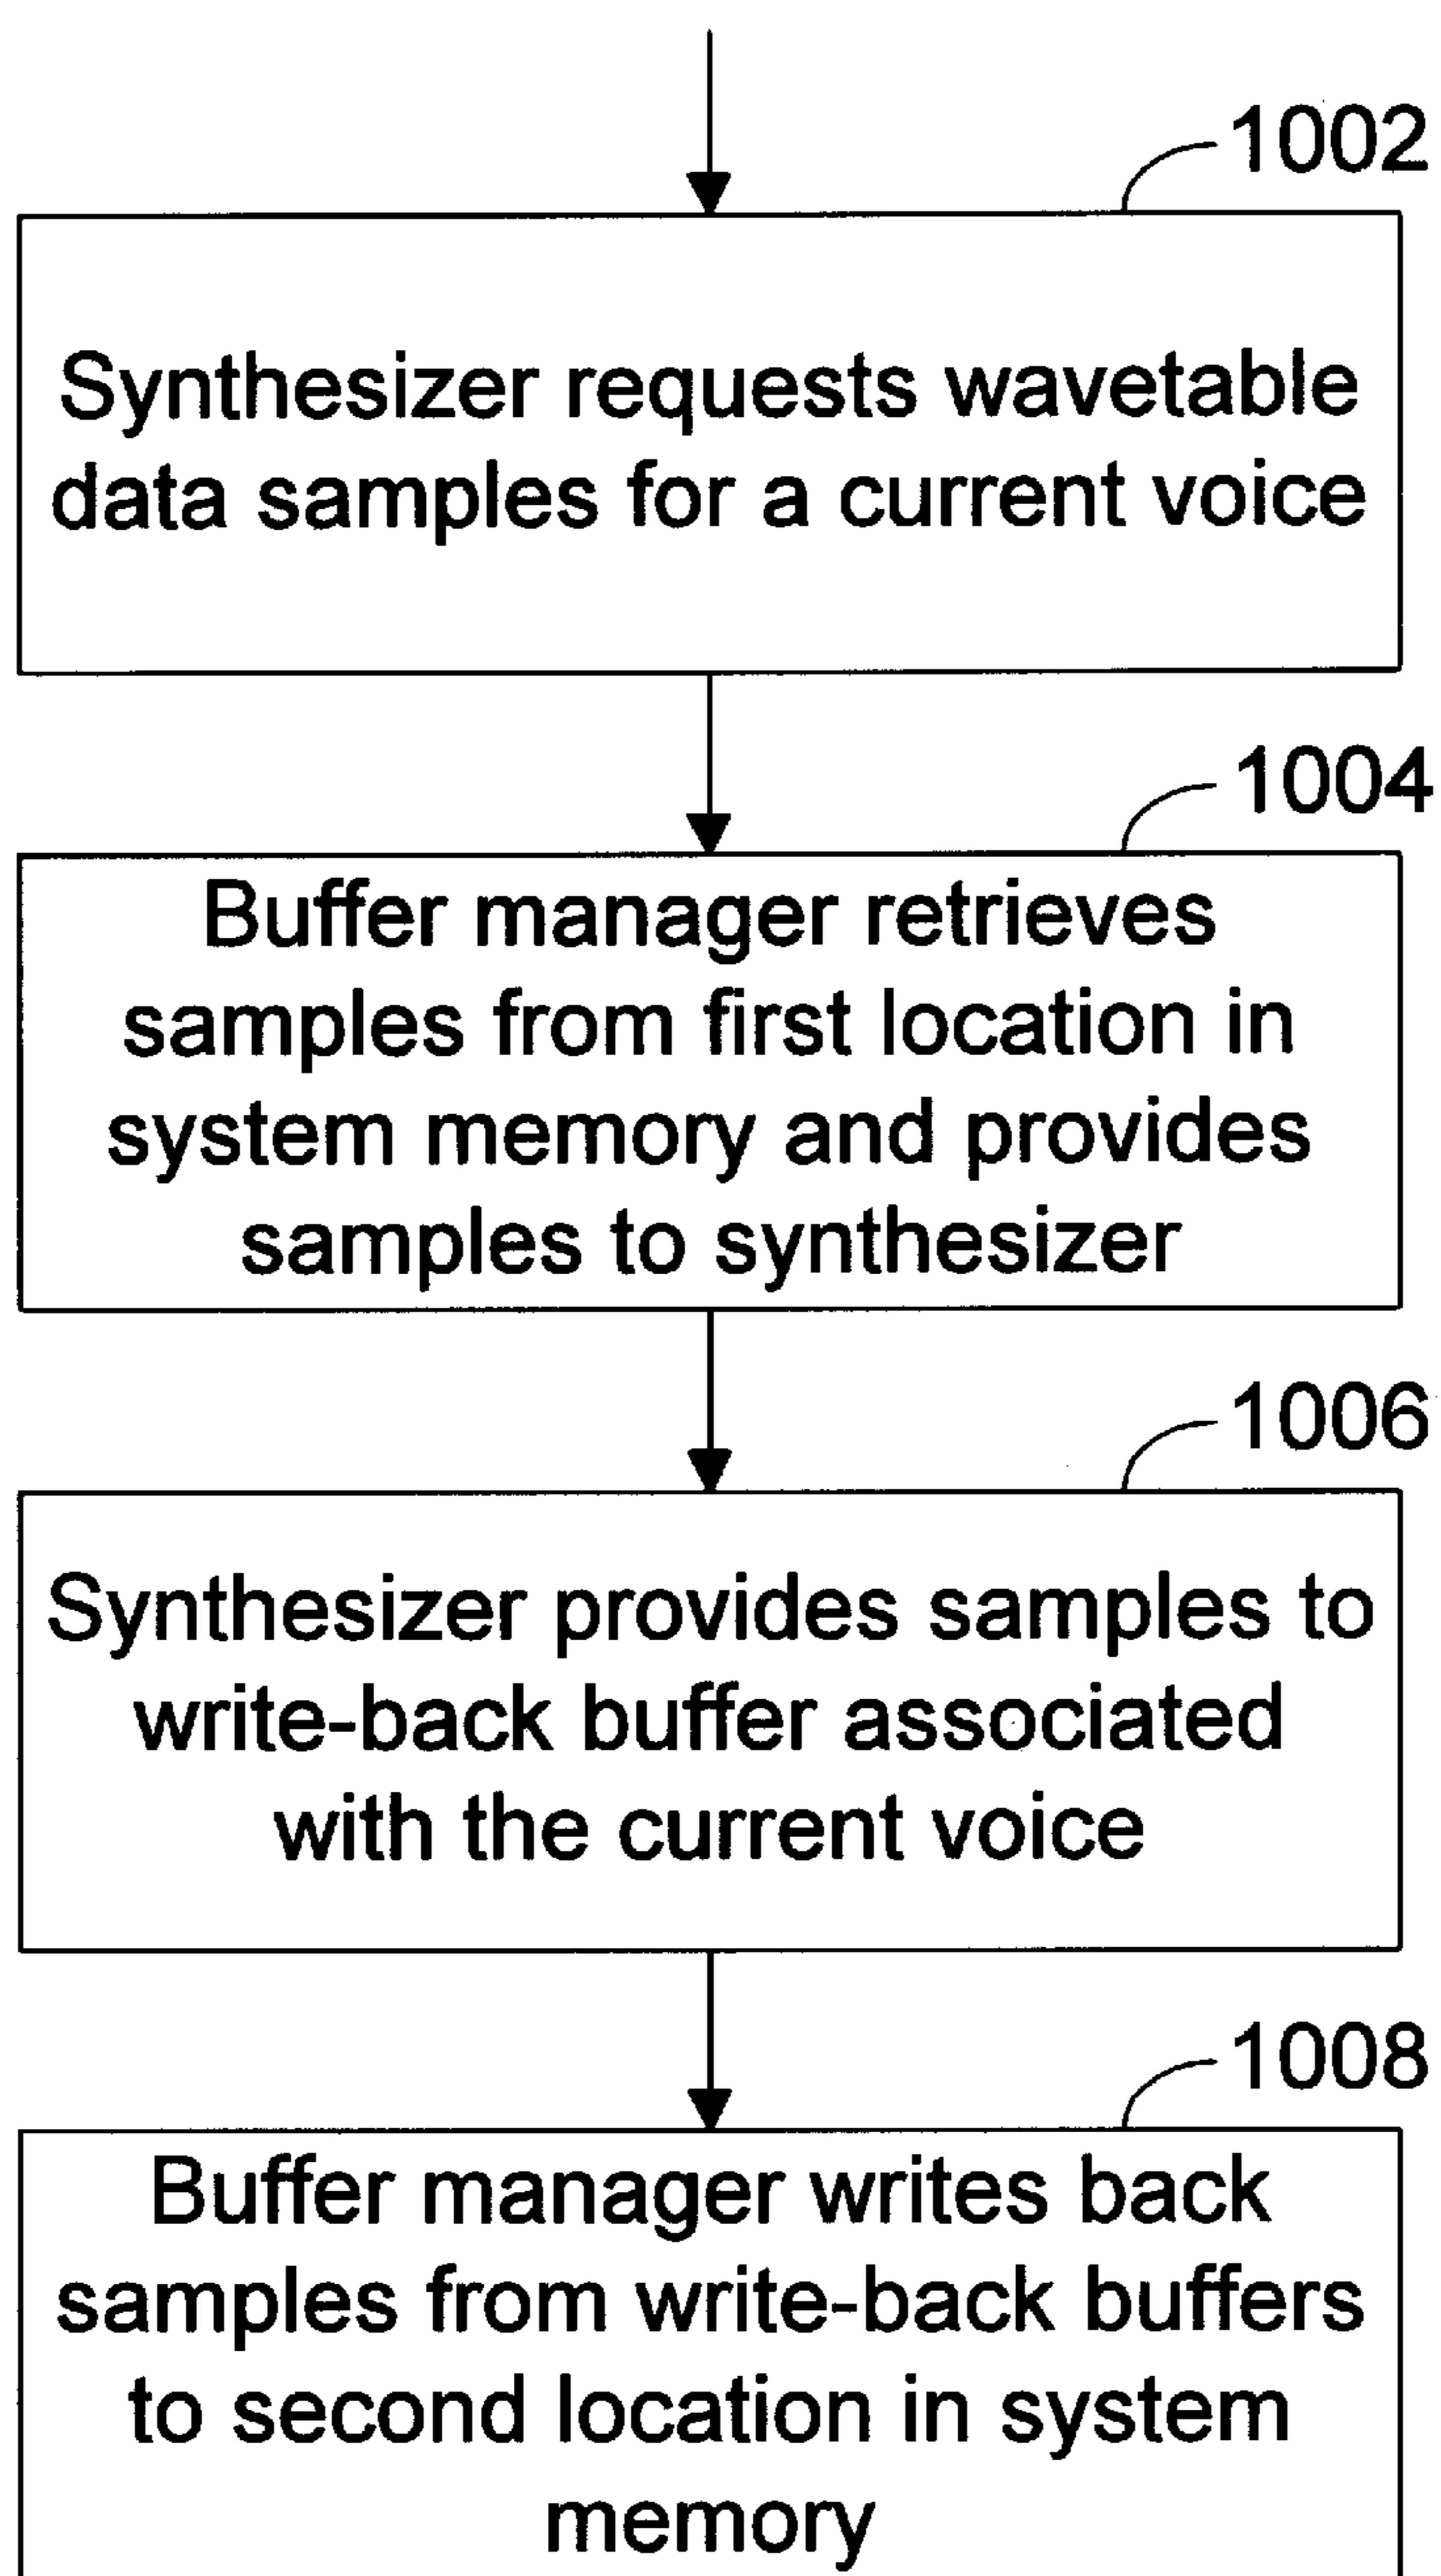 1002
Synthesizer requests wavetable
data samples for a current voice
1004
Buffer manager retrieves
samples from first location in
system memory and provides
samples to synthesizer
1006
Synthesizer provides samples to
write-back buffer associated
with the current voice
1008
Buffer manager writes back
samples from write-back buffers
to second location in system
memory